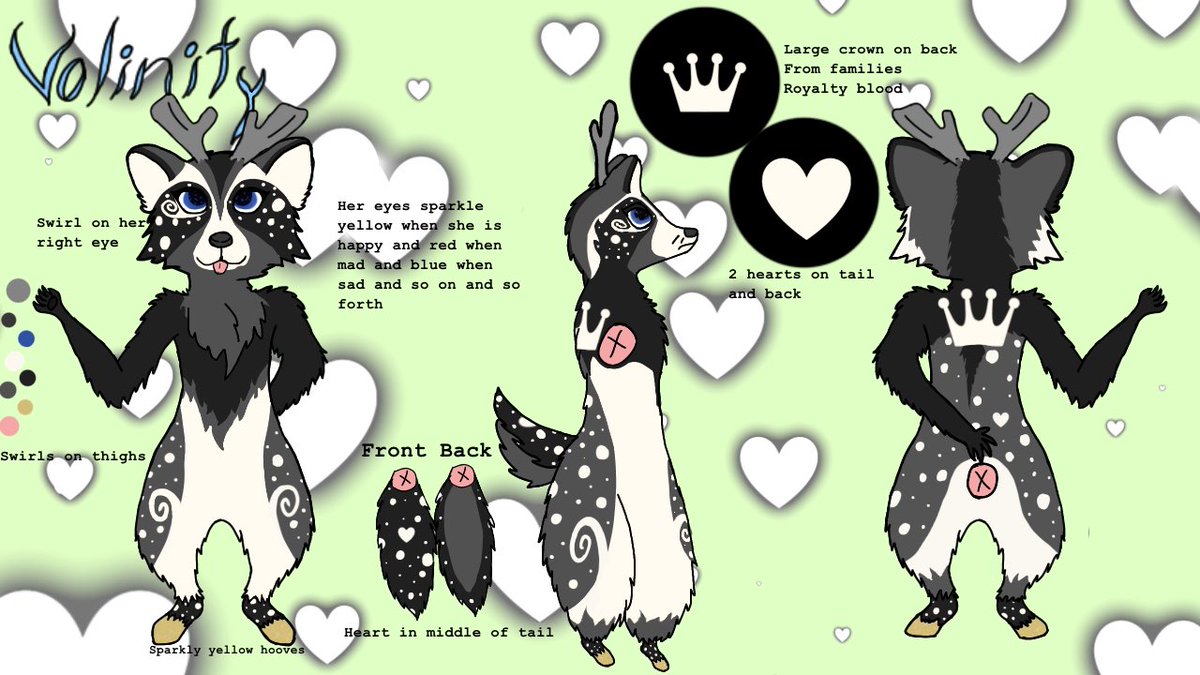 Volinity
Large crown on back
From families
Royalty blood
Swirl on her
right eye
Her eyes sparkle
yellow when she is
happy and red when
mad and blue when
sad and so on and so
forth
2 hearts on tail
and back
Swirls on thighs
Front Back
Heart in middle of tail
Sparkly yellow hooves